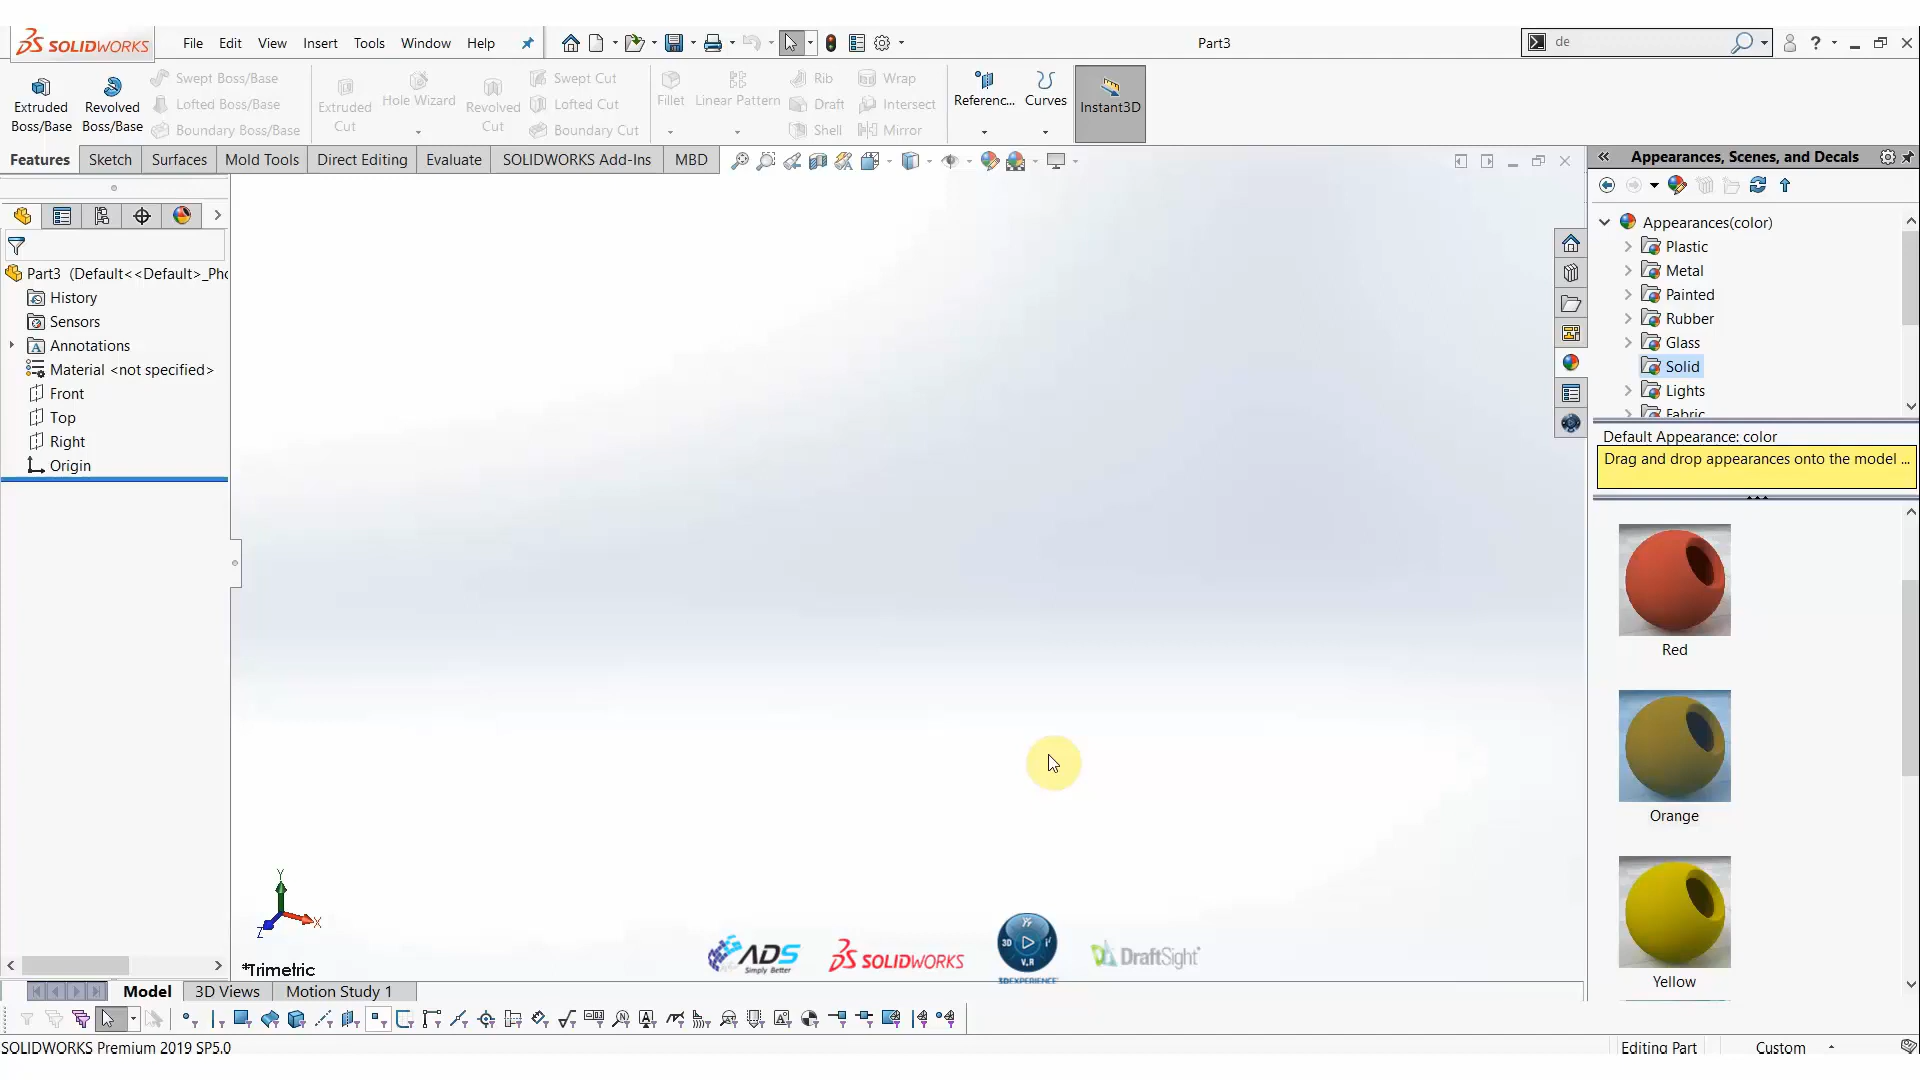 SOLIDWORKS File Edit View Insert Tools Window Help Part3 de ?
Extruded Boss/Base
Revolved Boss/Base
Swept Boss/Base
Lofted Boss/Base
Boundary Boss/Base
Extruded Cut
Hole Wizard
Revolved Cut
Swept Cut
Lofted Cut
Boundary Cut
Fillet
Linear Pattern
Rib
Draft
Shell
Wrap
Intersect
Mirror
Referenc...
Curves
Instant3D
Features Sketch Surfaces Mold Tools Direct Editing Evaluate SOLIDWORKS Add-Ins MBD
Part3 (Default<<Default>_Pho
History
Sensors
Annotations
Material <not specified>
Front
Top
Right
Origin
Appearances, Scenes, and Decals
Appearances(color)
Plastic
Metal
Painted
Rubber
Glass
Solid
Lights
Fabric
Default Appearance: color
Drag and drop appearances onto the model ...
Red
Orange
Yellow
Y
X
Z
*Trimetric
ADS
Simply Better
SOLIDWORKS
3D
V.R
3DEXPERIENCE
DraftSight
Model 3D Views Motion Study 1
SOLIDWORKS Premium 2019 SP5.0 Editing Part Custom